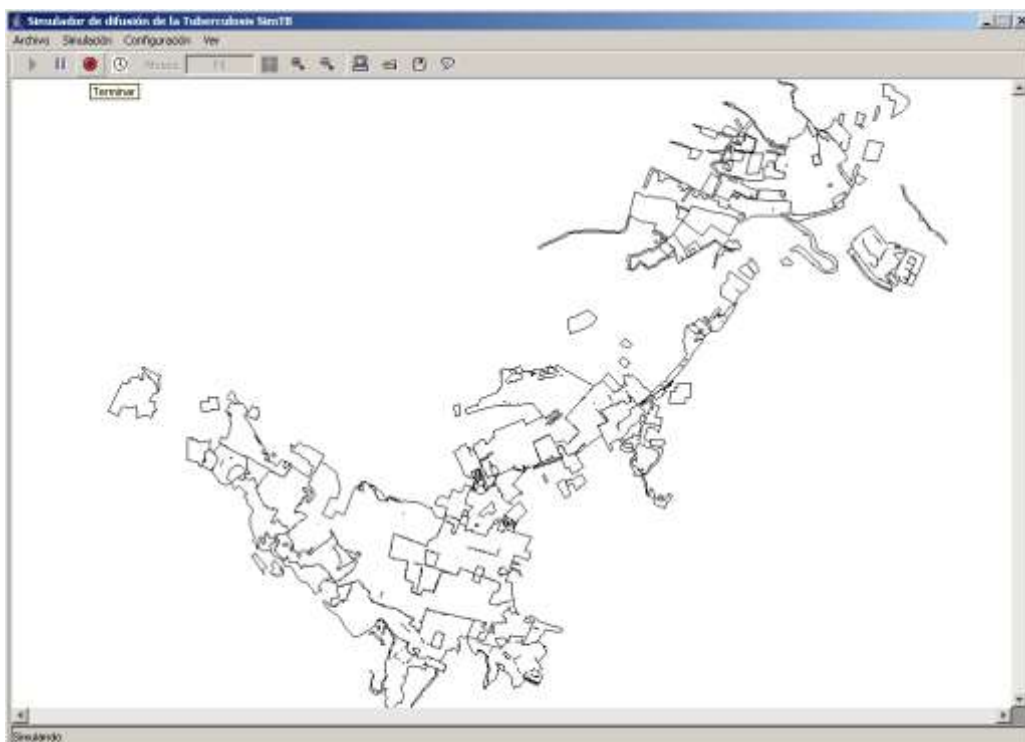 Simulador de difusión de la Tuberculosis SimTB
Archivo Simulación Configuración Ver
Terminar
Simulando